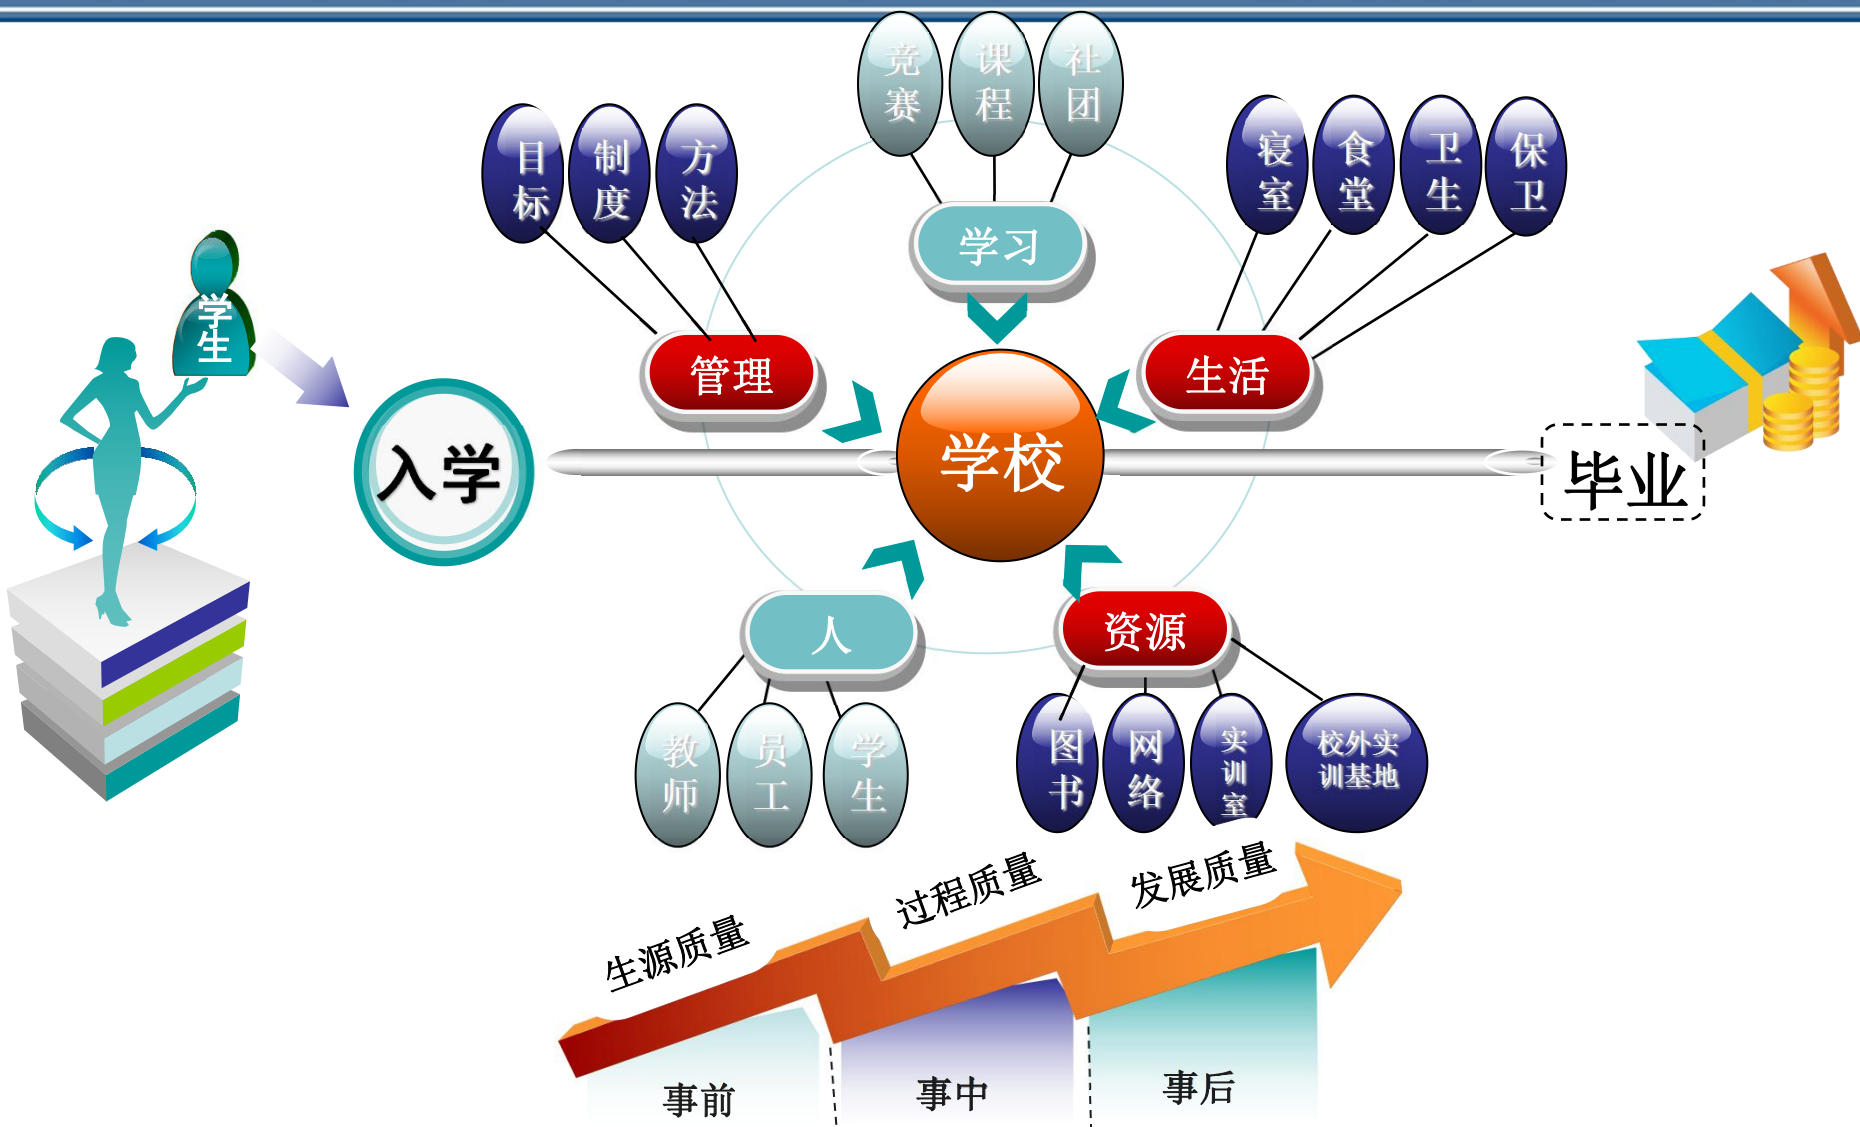 竞赛
课程
社团
目标
制度
方法
寝室
食堂
卫生
保卫
学习
学生
管理
生活
入学
学校
毕业
人
资源
教师
员工
学生
图书
网络
实训室
校外实
训基地
生源质量
过程质量
发展质量
事前
事中
事后